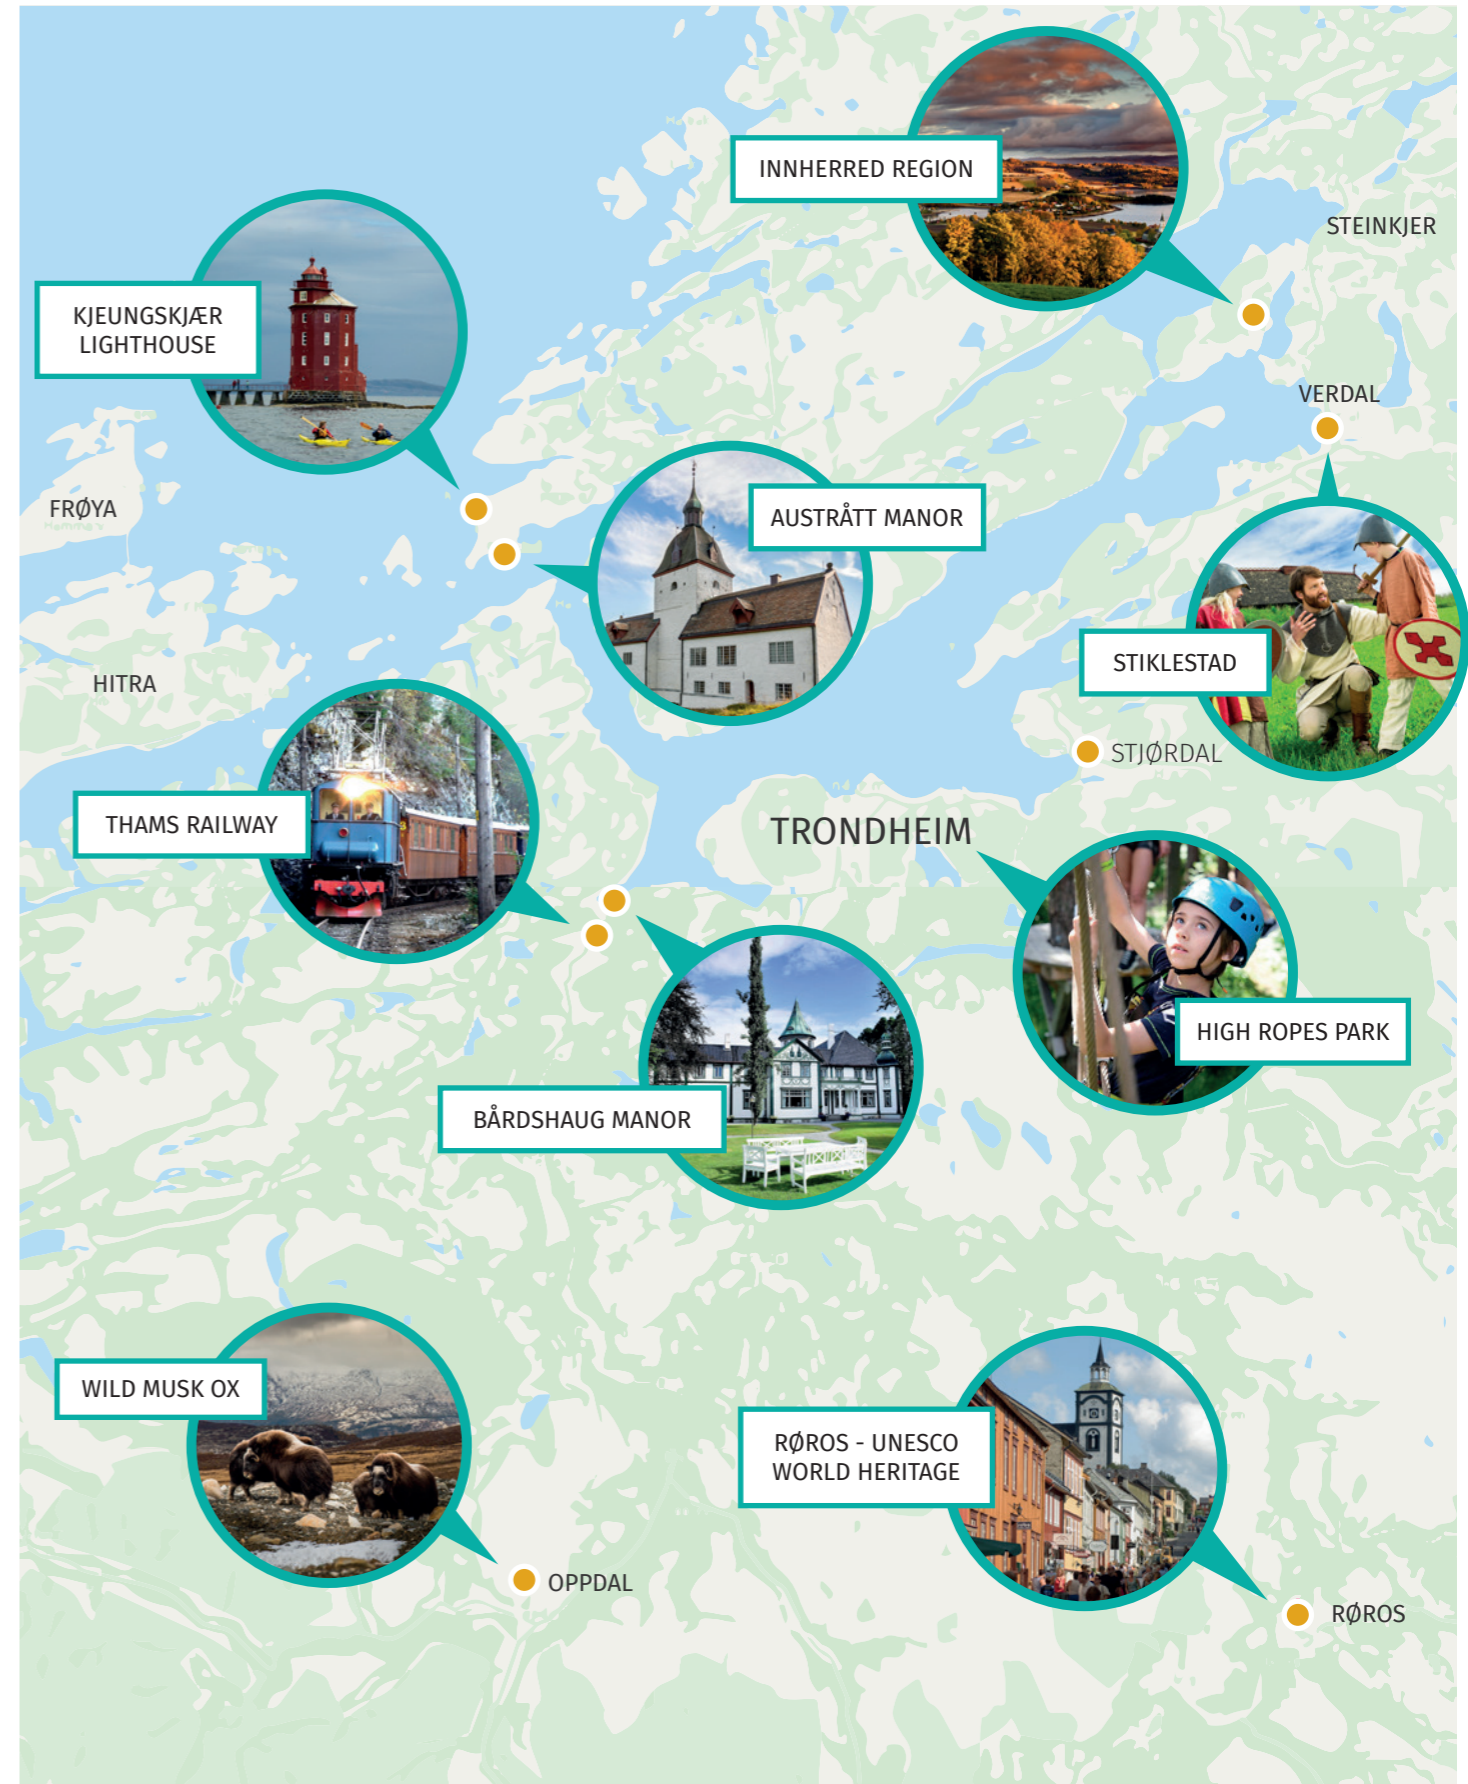 INNHERRED REGION
STEINKJER
KJEUNGSKJÆR
LIGHTHOUSE
VERDAL
FRØYA
AUSTRÅTT MANOR
STIKLESTAD
HITRA
STJØRDAL
THAMS RAILWAY
TRONDHEIM
HIGH ROPES PARK
BÅRDSHAUG MANOR
WILD MUSK OX
RØROS - UNESCO
WORLD HERITAGE
OPPDAL
RØROS